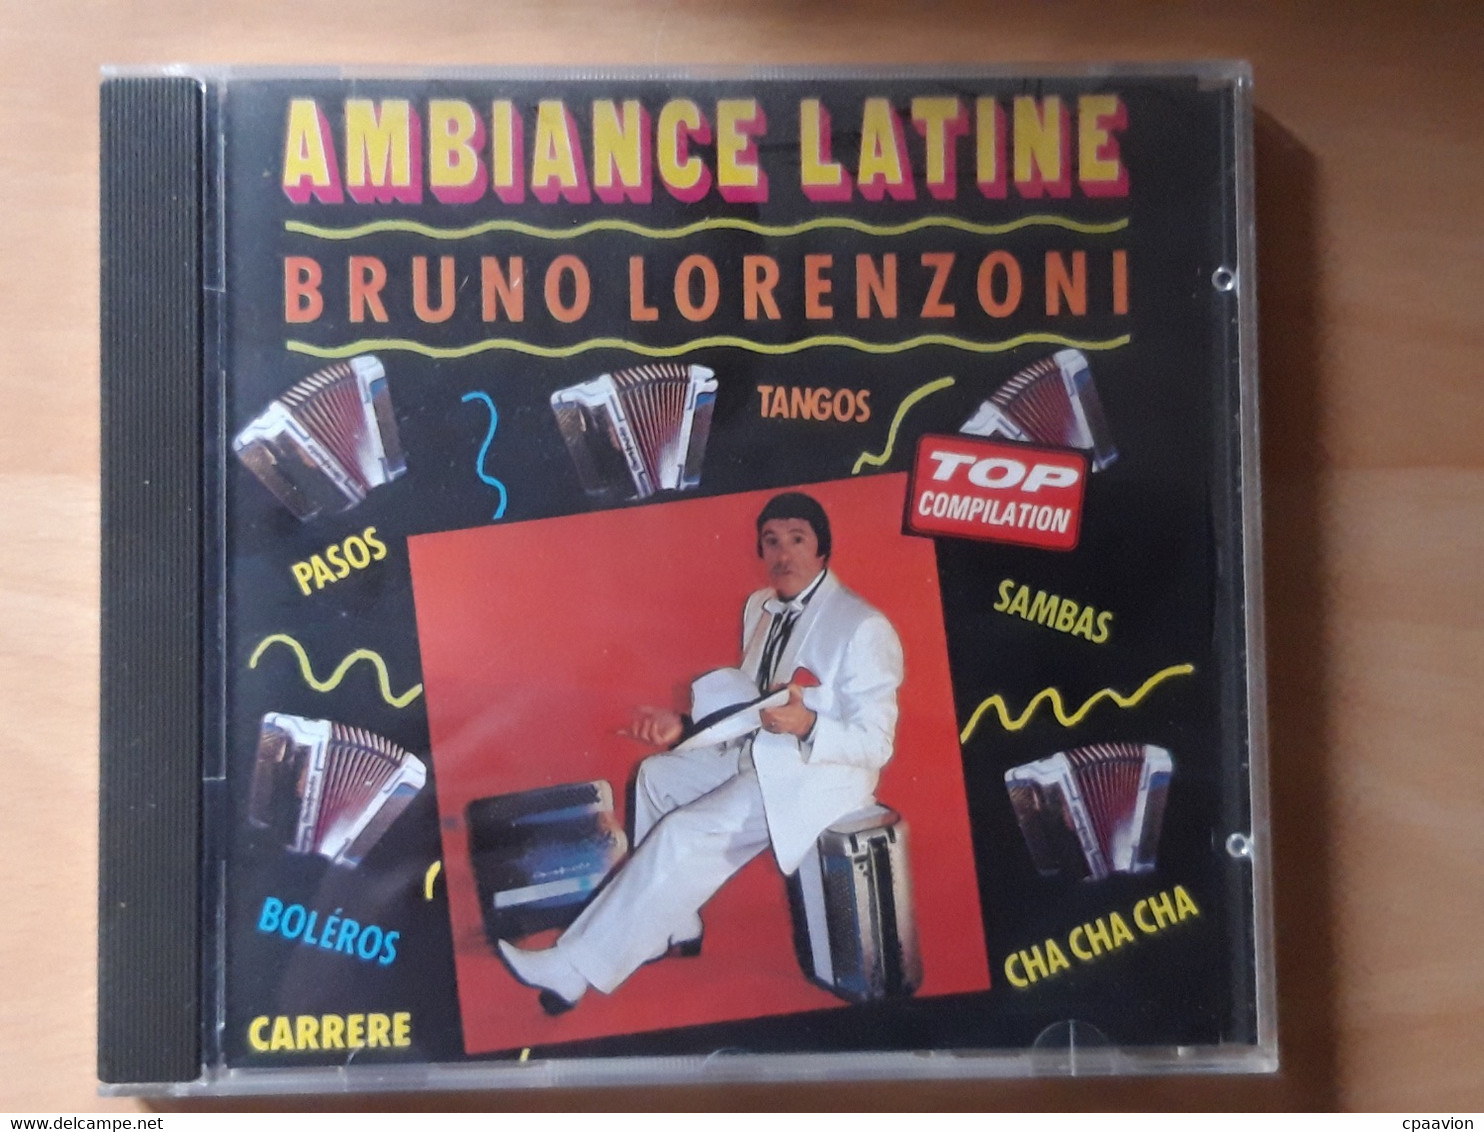 AMBIANCE LATINE
BRUNO LORENZONI
TANGOS
TOP
COMPILATION
PASOS
SAMBAS
BOLÉROS
CHA CHA CHA
CARRERE
www.delcampe.net
cpaavion